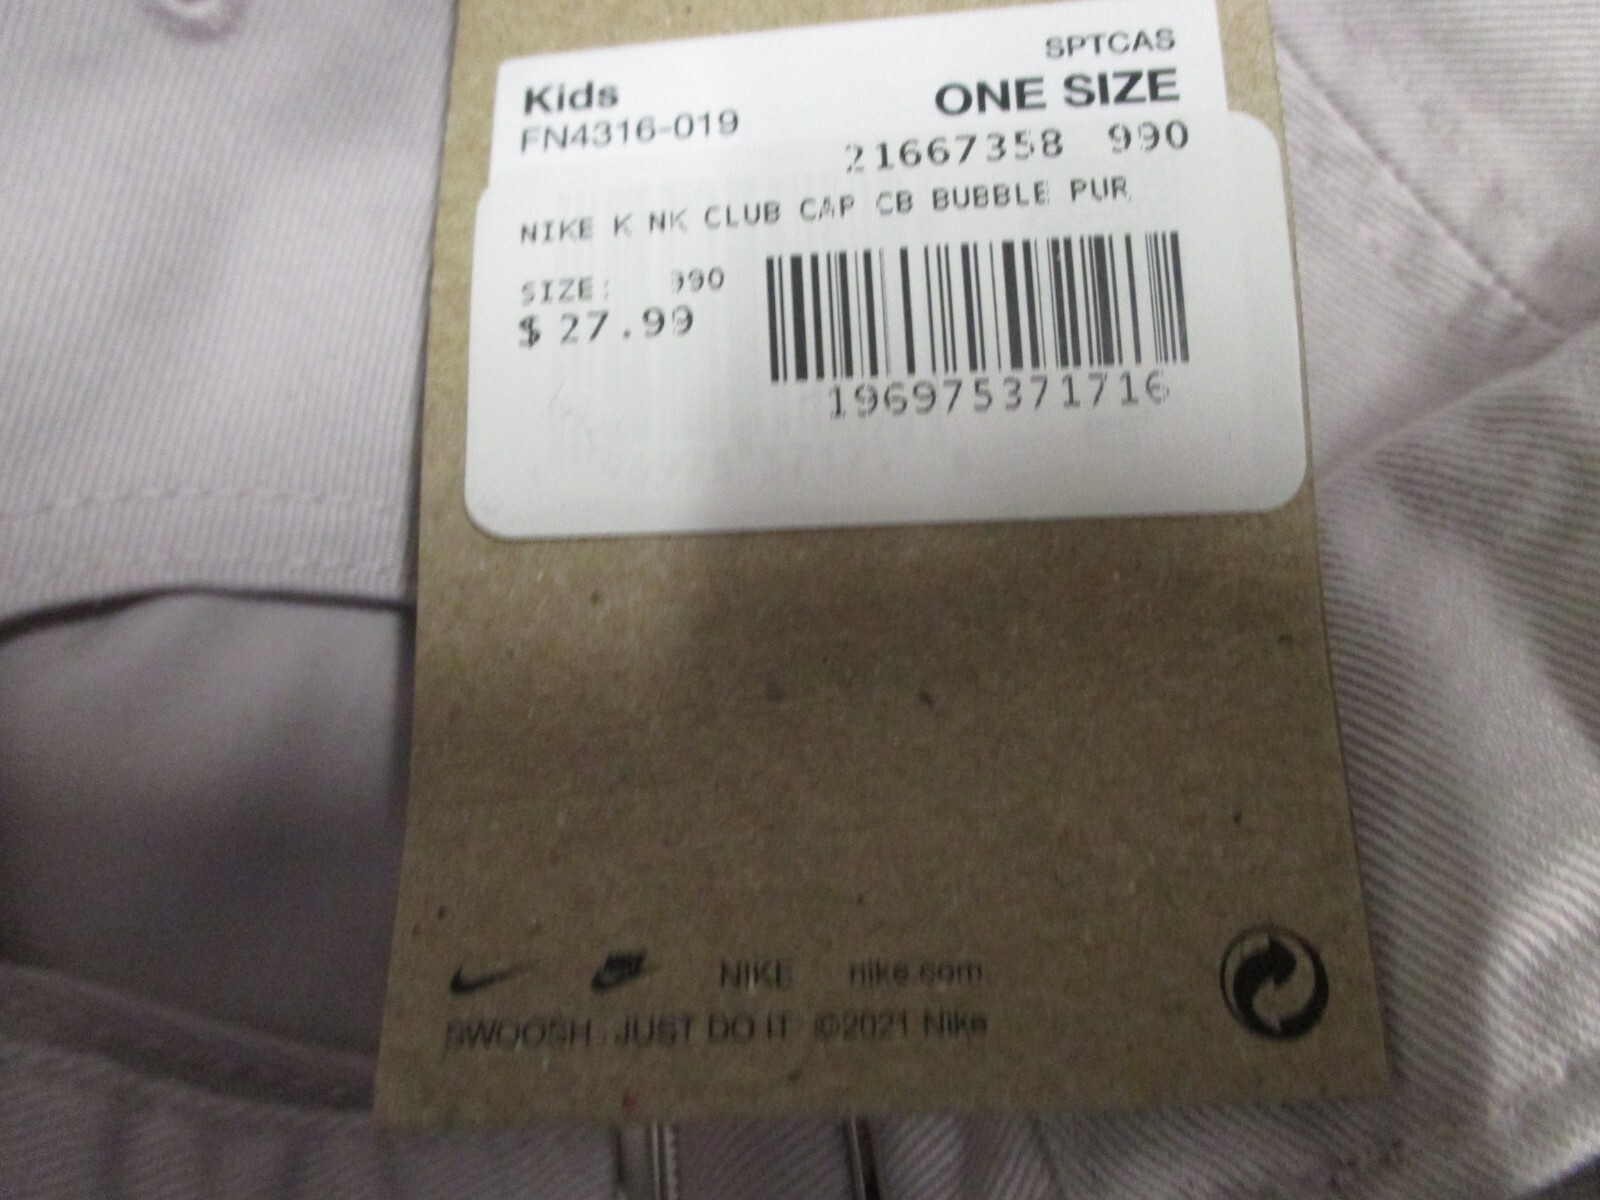 SPTCAS
Kids ONE SIZE
FN4316-019
21667358 990
NIKE K NK CLUB CAP CB BUBBLE PUR
SIZE: 990
$ 27.99
196975371716
NIKE NIKE nike.com
SWOOSH JUST DO IT ©2021 Nike